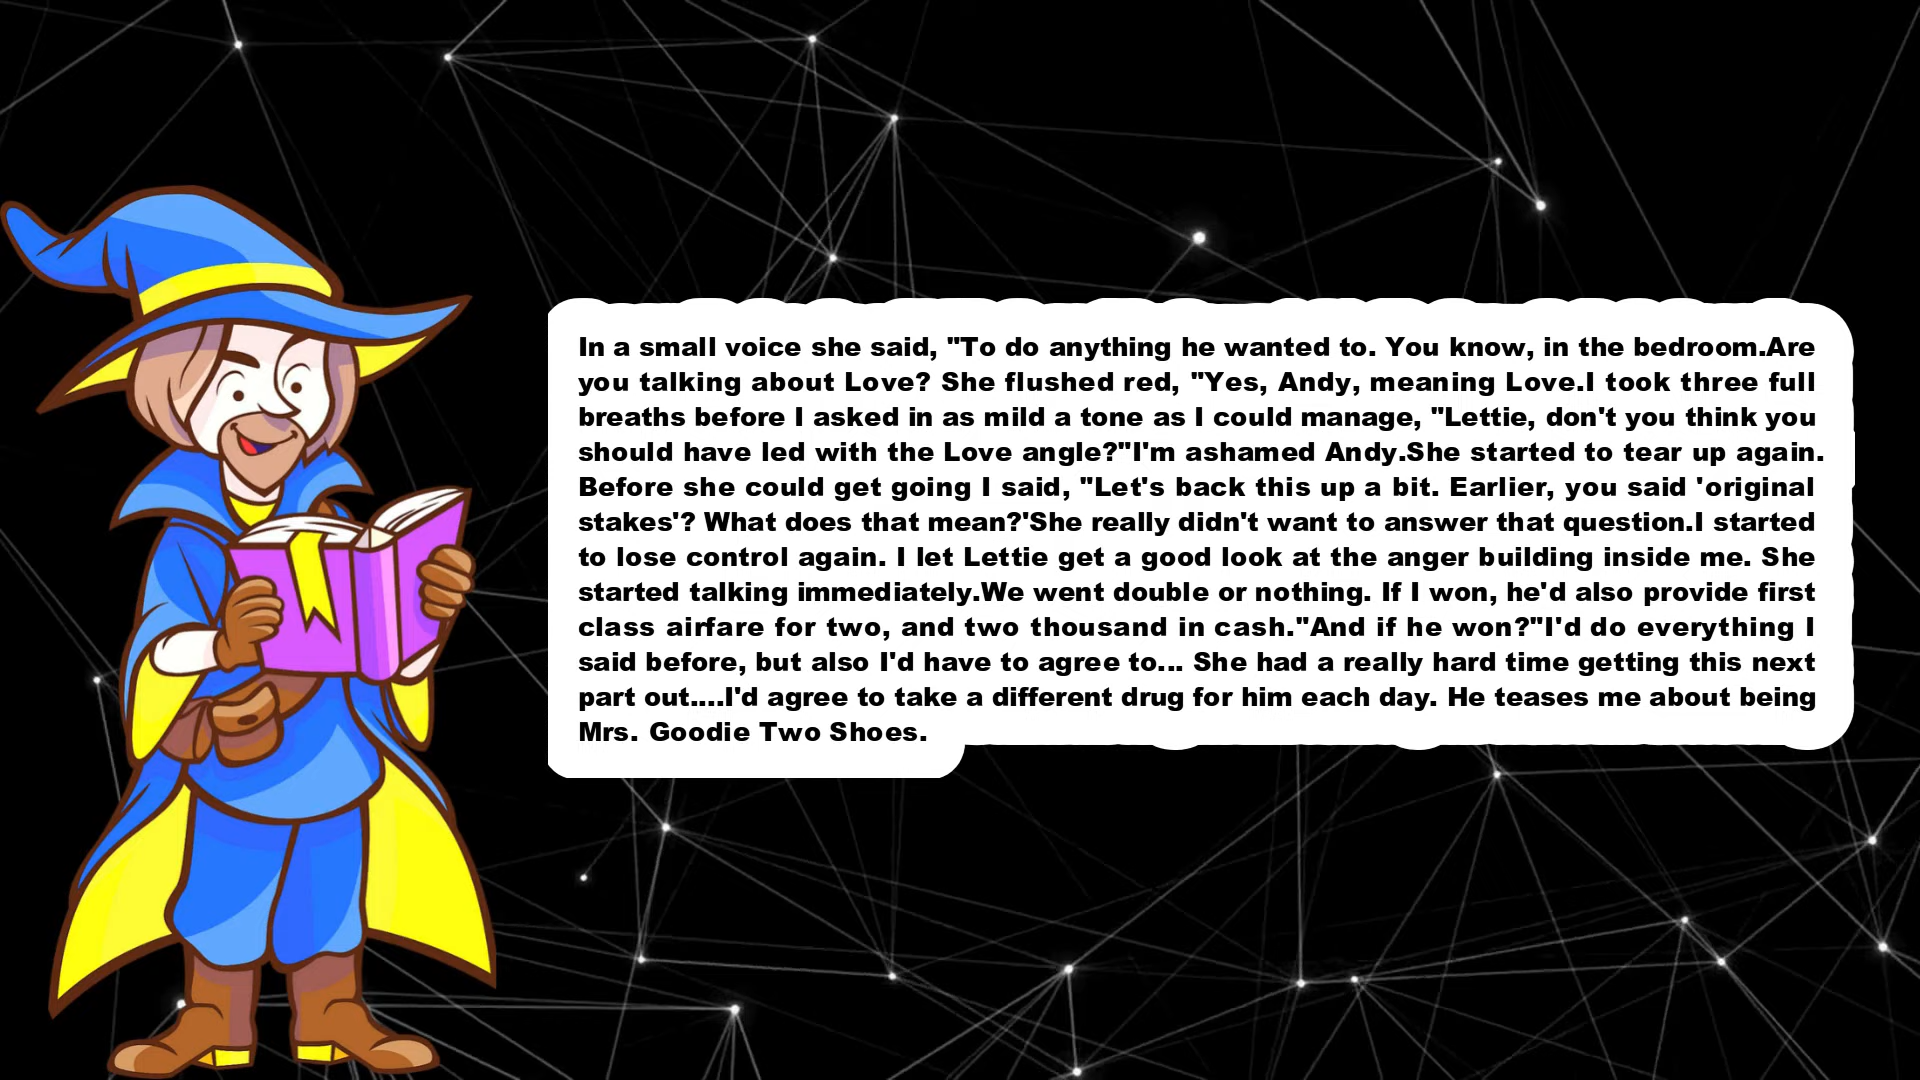 In a small voice she said, "To do anything he wanted to. You know, in the bedroom.Are
you talking about Love? She flushed red, "Yes, Andy, meaning Love.I took three full
breaths before I asked in as mild a tone as I could manage, "Lettie, don't you think you
should have led with the Love angle?"I'm ashamed Andy.She started to tear up again.
Before she could get going I said, "Let's back this up a bit. Earlier, you said 'original
stakes'? What does that mean?'She really didn't want to answer that question.I started
to lose control again. I let Lettie get a good look at the anger building inside me. She
started talking immediately.We went double or nothing. If I won, he'd also provide first
class airfare for two, and two thousand in cash."And if he won?"I'd do everything I
said before, but also I'd have to agree to... She had a really hard time getting this next
part out....I'd agree to take a different drug for him each day. He teases me about being
Mrs. Goodie Two Shoes.